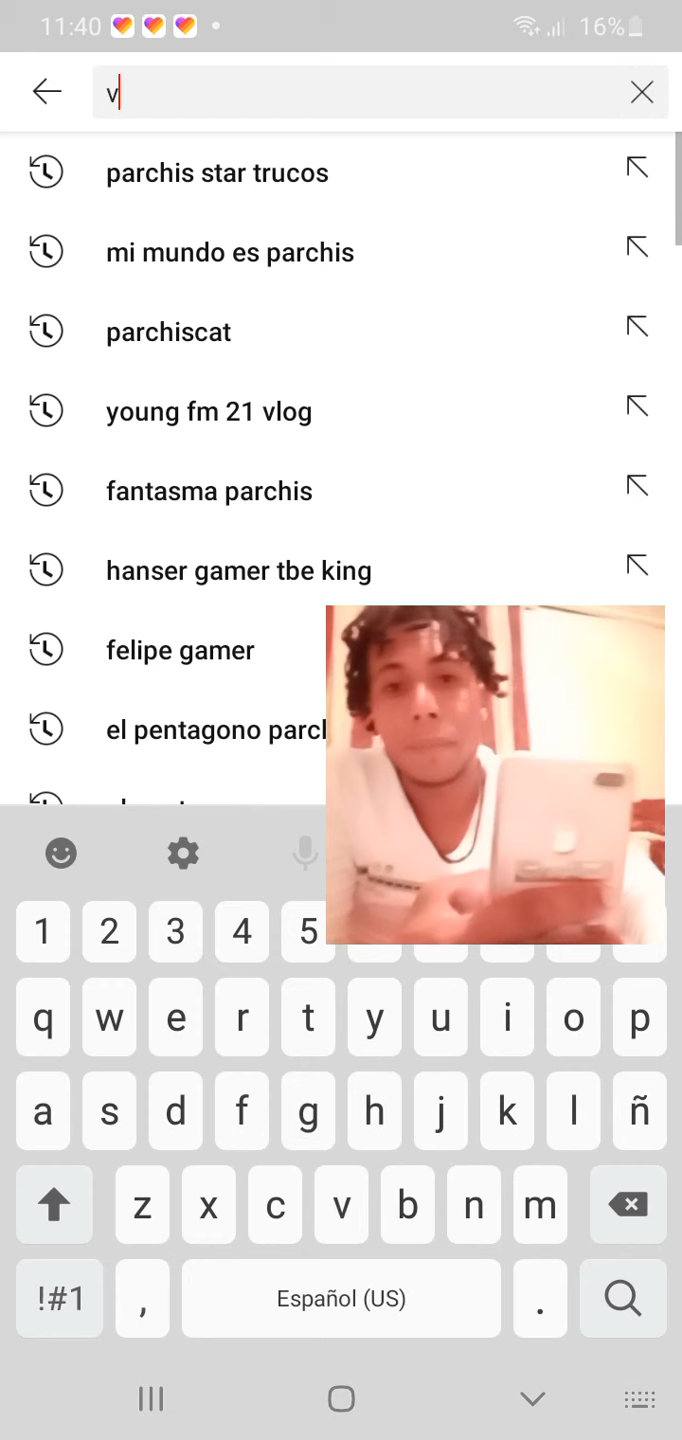 11:40 16%
v
parchis star trucos
mi mundo es parchis
parchiscat
young fm 21 vlog
fantasma parchis
hanser gamer tbe king
felipe gamer
el pentagono
1 2 3 4 5
q w e r t y u i o p
a s d f g h j k l ñ
z x c v b n m
!#1 , Español (US) .